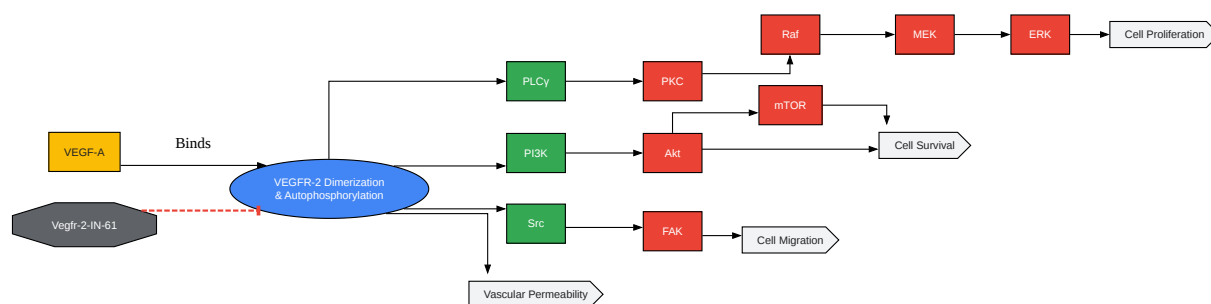 Raf
MEK
ERK
Cell Proliferation
PLCγ
PKC
mTOR
VEGF-A
Binds
PI3K
Akt
Cell Survival
VEGFR-2 Dimerization
& Autophosphorylation
Vegfr-2-IN-61
Src
FAK
Cell Migration
Vascular Permeability